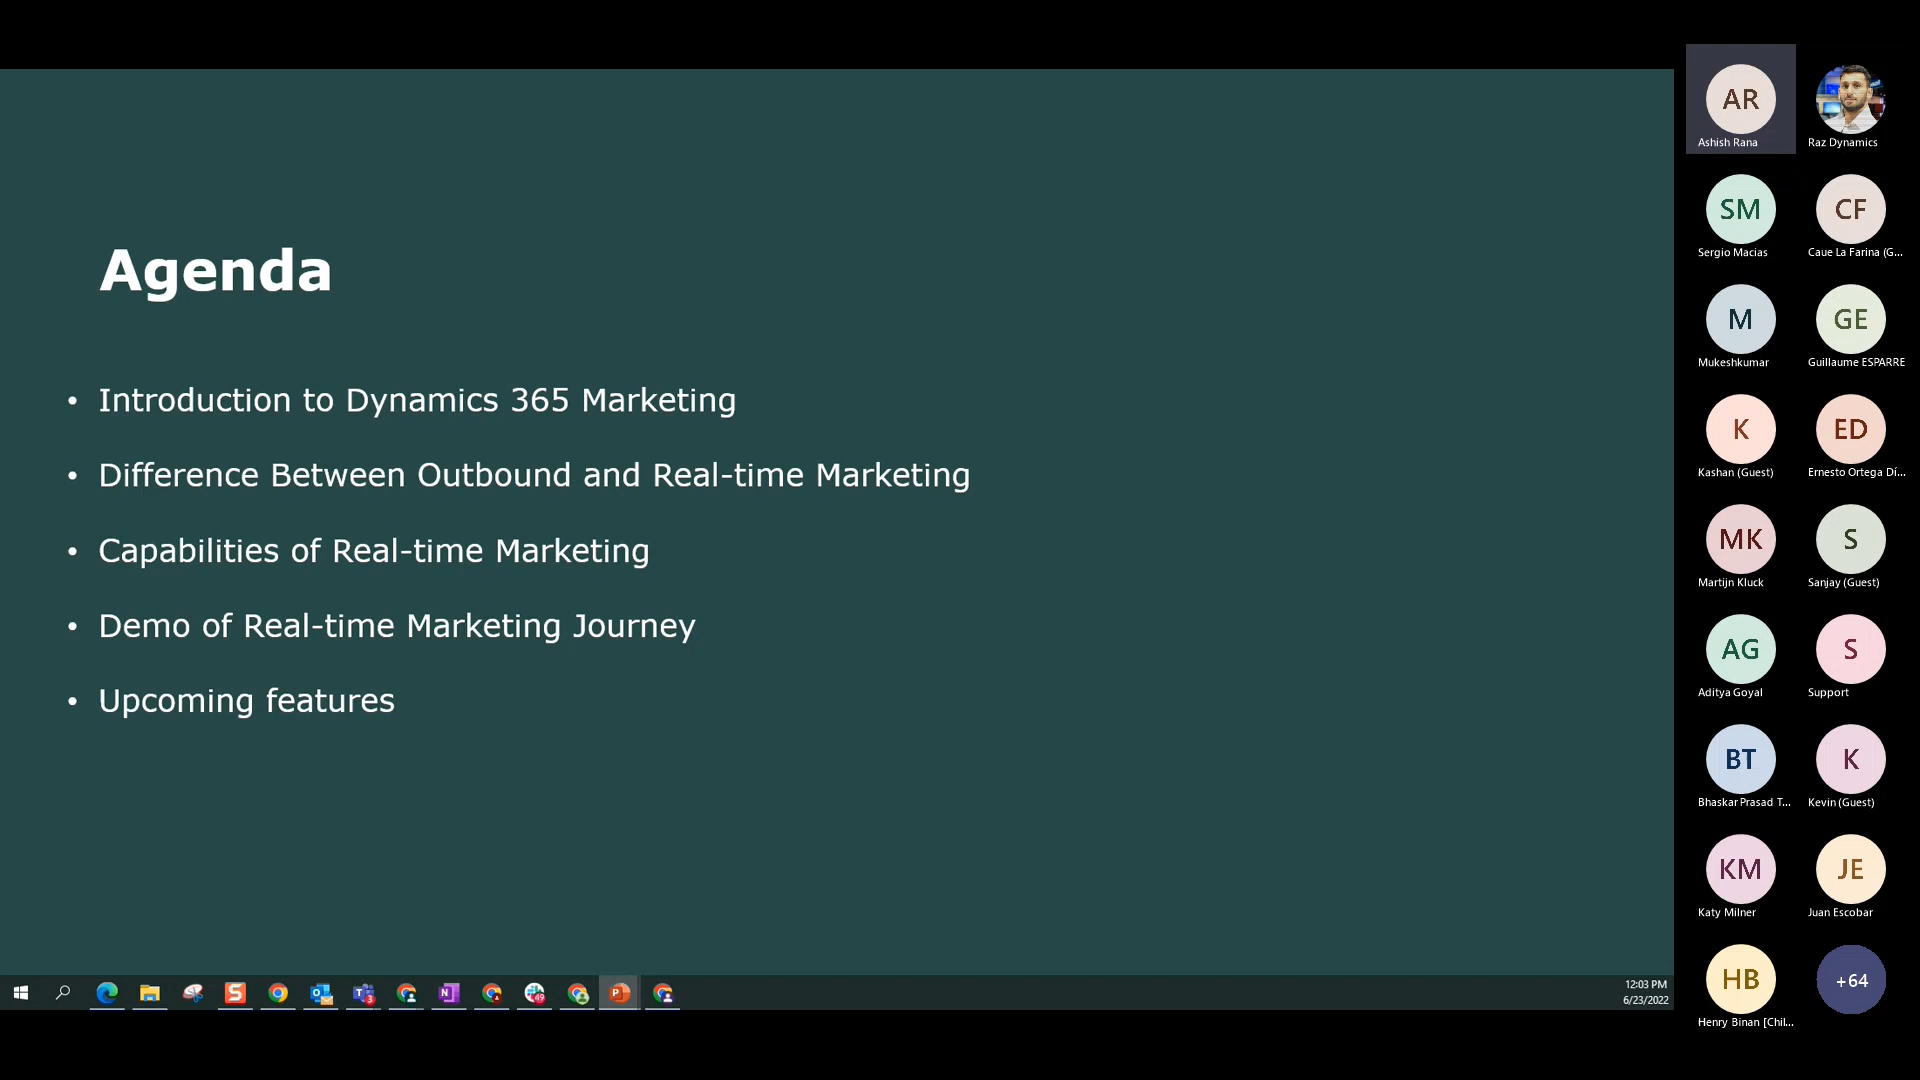 Agenda
• Introduction to Dynamics 365 Marketing
• Difference Between Outbound and Real-time Marketing
• Capabilities of Real-time Marketing
• Demo of Real-time Marketing Journey
• Upcoming features
AR
Ashish Rana
Raz Dynamics
SM
Sergio Macias
CF
Caue La Farina (G...
M
Mukeshkumar
GE
Guillaume ESPARRE
K
Kashan (Guest)
ED
Ernesto Ortega Dí...
MK
Martijn Kluck
S
Sanjay (Guest)
AG
Aditya Goyal
S
Support
BT
Bhaskar Prasad T...
K
Kevin (Guest)
KM
Katy Milner
JE
Juan Escobar
HB
Henry Binan [Chil...
+64
S
T
3
N
49
P
12:03 PM
6/23/2022